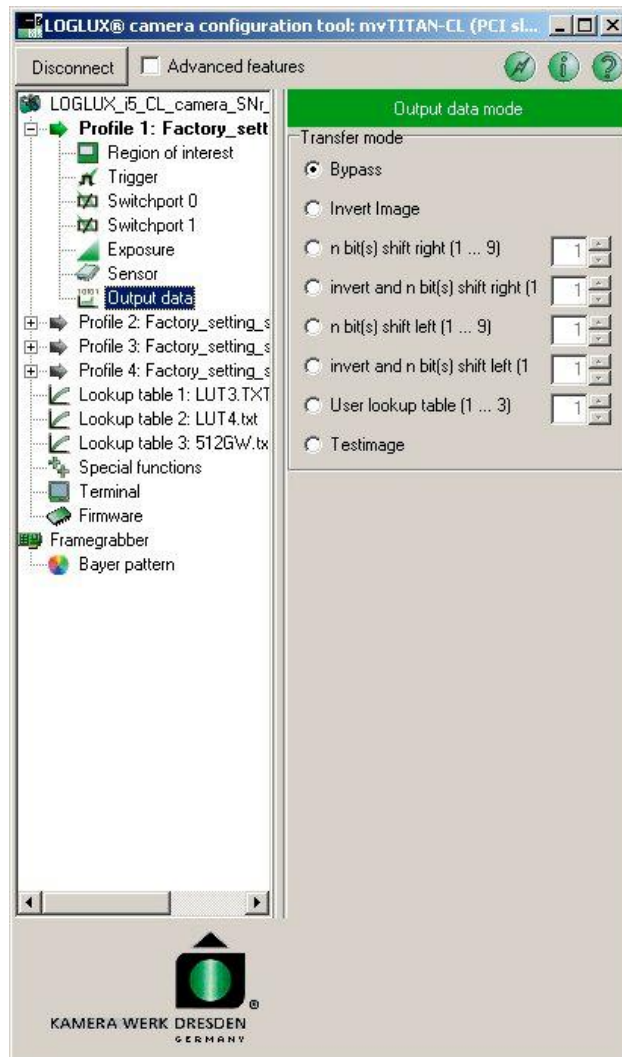 LOGLUX® camera configuration tool: mvTITAN-CL (PCI sl...
Disconnect
Advanced features
LOGLUX_i5_CL_camera_SNr_
Profile 1: Factory_sett
Region of interest
Trigger
Switchport 0
Switchport 1
Exposure
Sensor
Output data
Profile 2: Factory_setting_s
Profile 3: Factory_setting_s
Profile 4: Factory_setting_s
Lookup table 1: LUT3.TXT
Lookup table 2: LUT4.txt
Lookup table 3: 512GW.tx
Special functions
Terminal
Firmware
Framegrabber
Bayer pattern
Output data mode
Transfer mode
Bypass
Invert Image
n bit(s) shift right (1 ... 9) 1
invert and n bit(s) shift right (1 1
n bit(s) shift left (1 ... 9) 1
invert and n bit(s) shift left (1 1
User lookup table (1 ... 3) 1
Testimage
®
KAMERA WERK DRESDEN
GERMANY